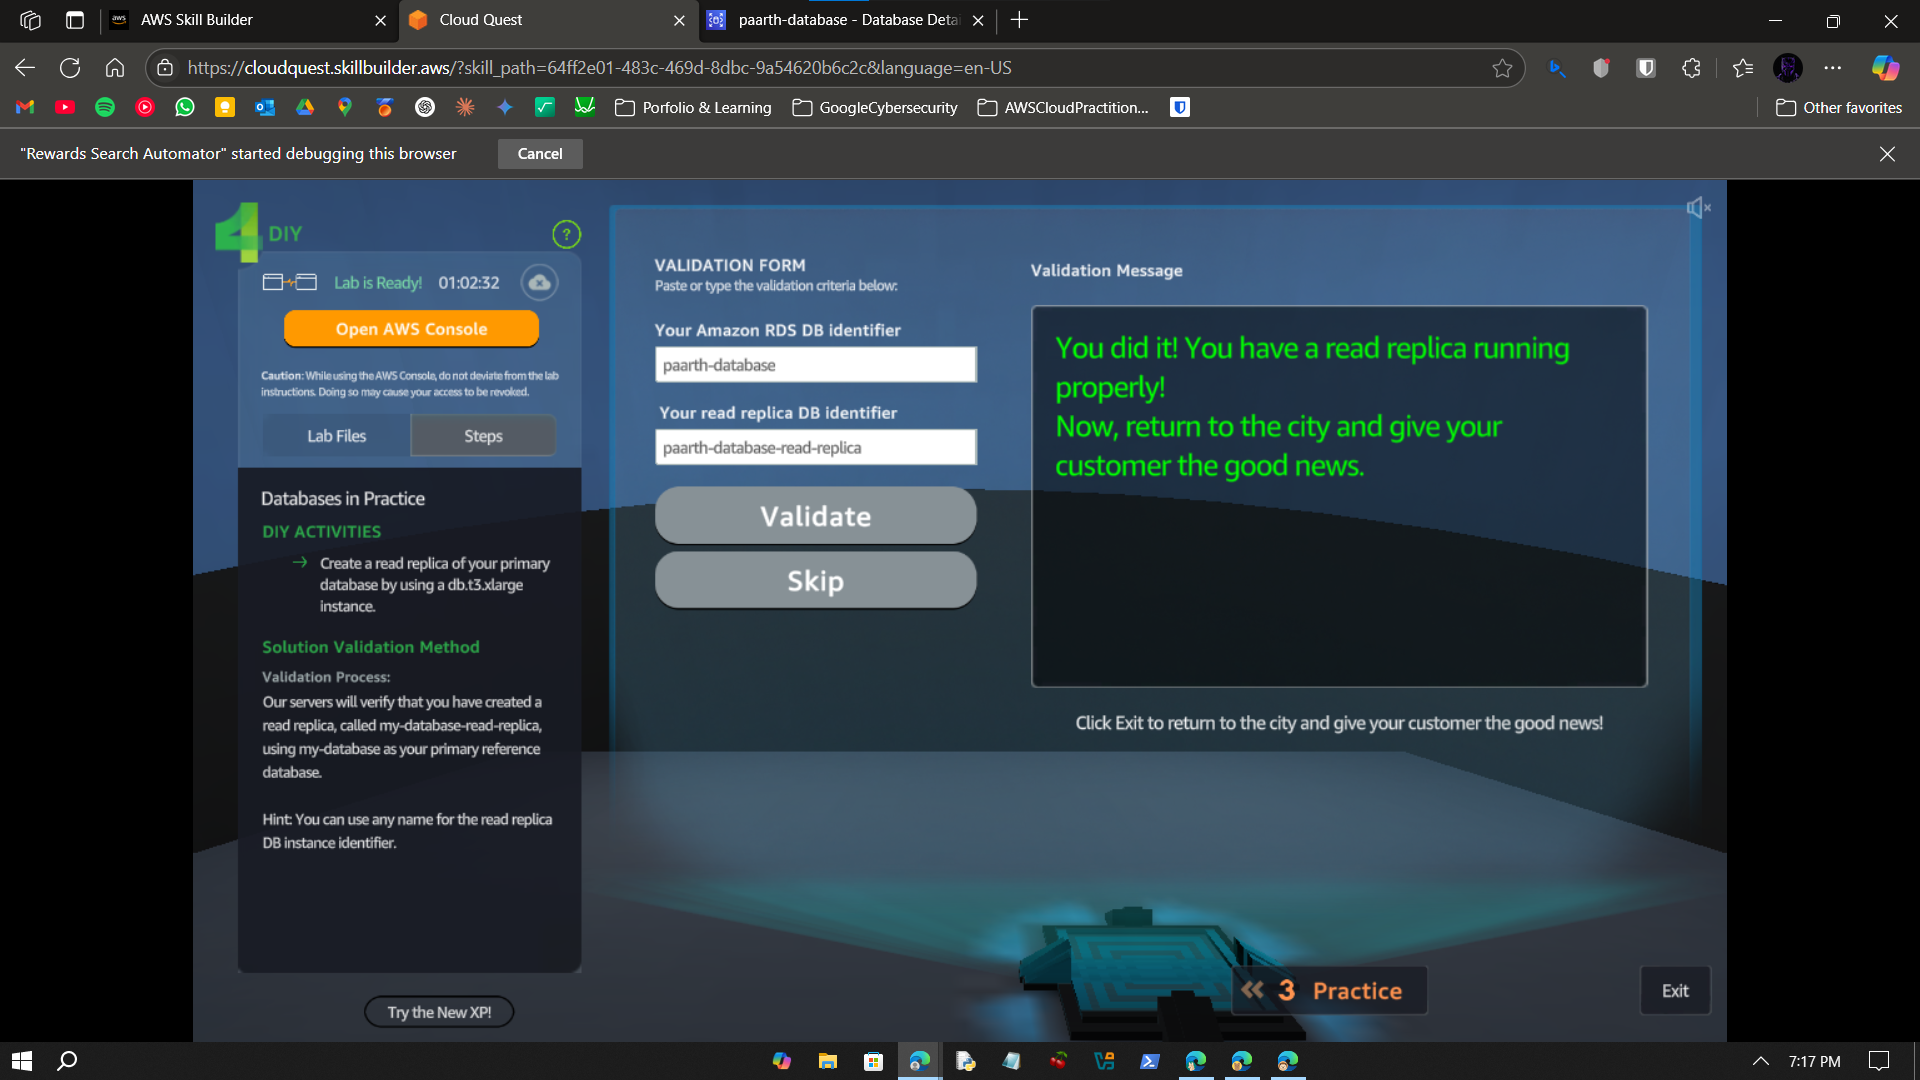 AWS Skill Builder
Cloud Quest
paarth-database - Database Detai
https://cloudquest.skillbuilder.aws/?skill_path=64ff2e01-483c-469d-8dbc-9a54620b6c2c&language=en-US
Porfolio & Learning
GoogleCybersecurity
AWSCloudPractition...
Other favorites
"Rewards Search Automator" started debugging this browser
Cancel
4 DIY
?
Lab is Ready! 01:02:32
Open AWS Console
Caution: While using the AWS Console, do not deviate from the lab
instructions. Doing so may cause your access to be revoked.
Lab Files
Steps
Databases in Practice
DIY ACTIVITIES
→ Create a read replica of your primary
database by using a db.t3.xlarge
instance.
Solution Validation Method
Validation Process:
Our servers will verify that you have created a
read replica, called my-database-read-replica,
using my-database as your primary reference
database.
Hint: You can use any name for the read replica
DB instance identifier.
Try the New XP!
VALIDATION FORM
Paste or type the validation criteria below:
Your Amazon RDS DB identifier
paarth-database
Your read replica DB identifier
paarth-database-read-replica
Validate
Skip
Validation Message
You did it! You have a read replica running
properly!
Now, return to the city and give your
customer the good news.
Click Exit to return to the city and give your customer the good news!
3 Practice
Exit
7:17 PM